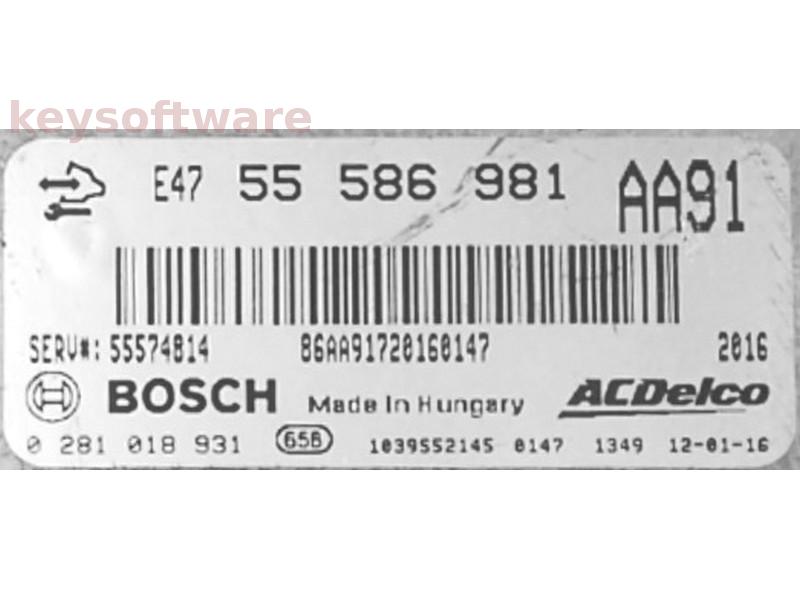 keysoftware
E47 55 586 981 AA91
SERV#: 55574814 86AA91720160147 2016
BOSCH Made In Hungary ACDelco
0 281 018 931 656 1039552145 0147 1349 12-01-16